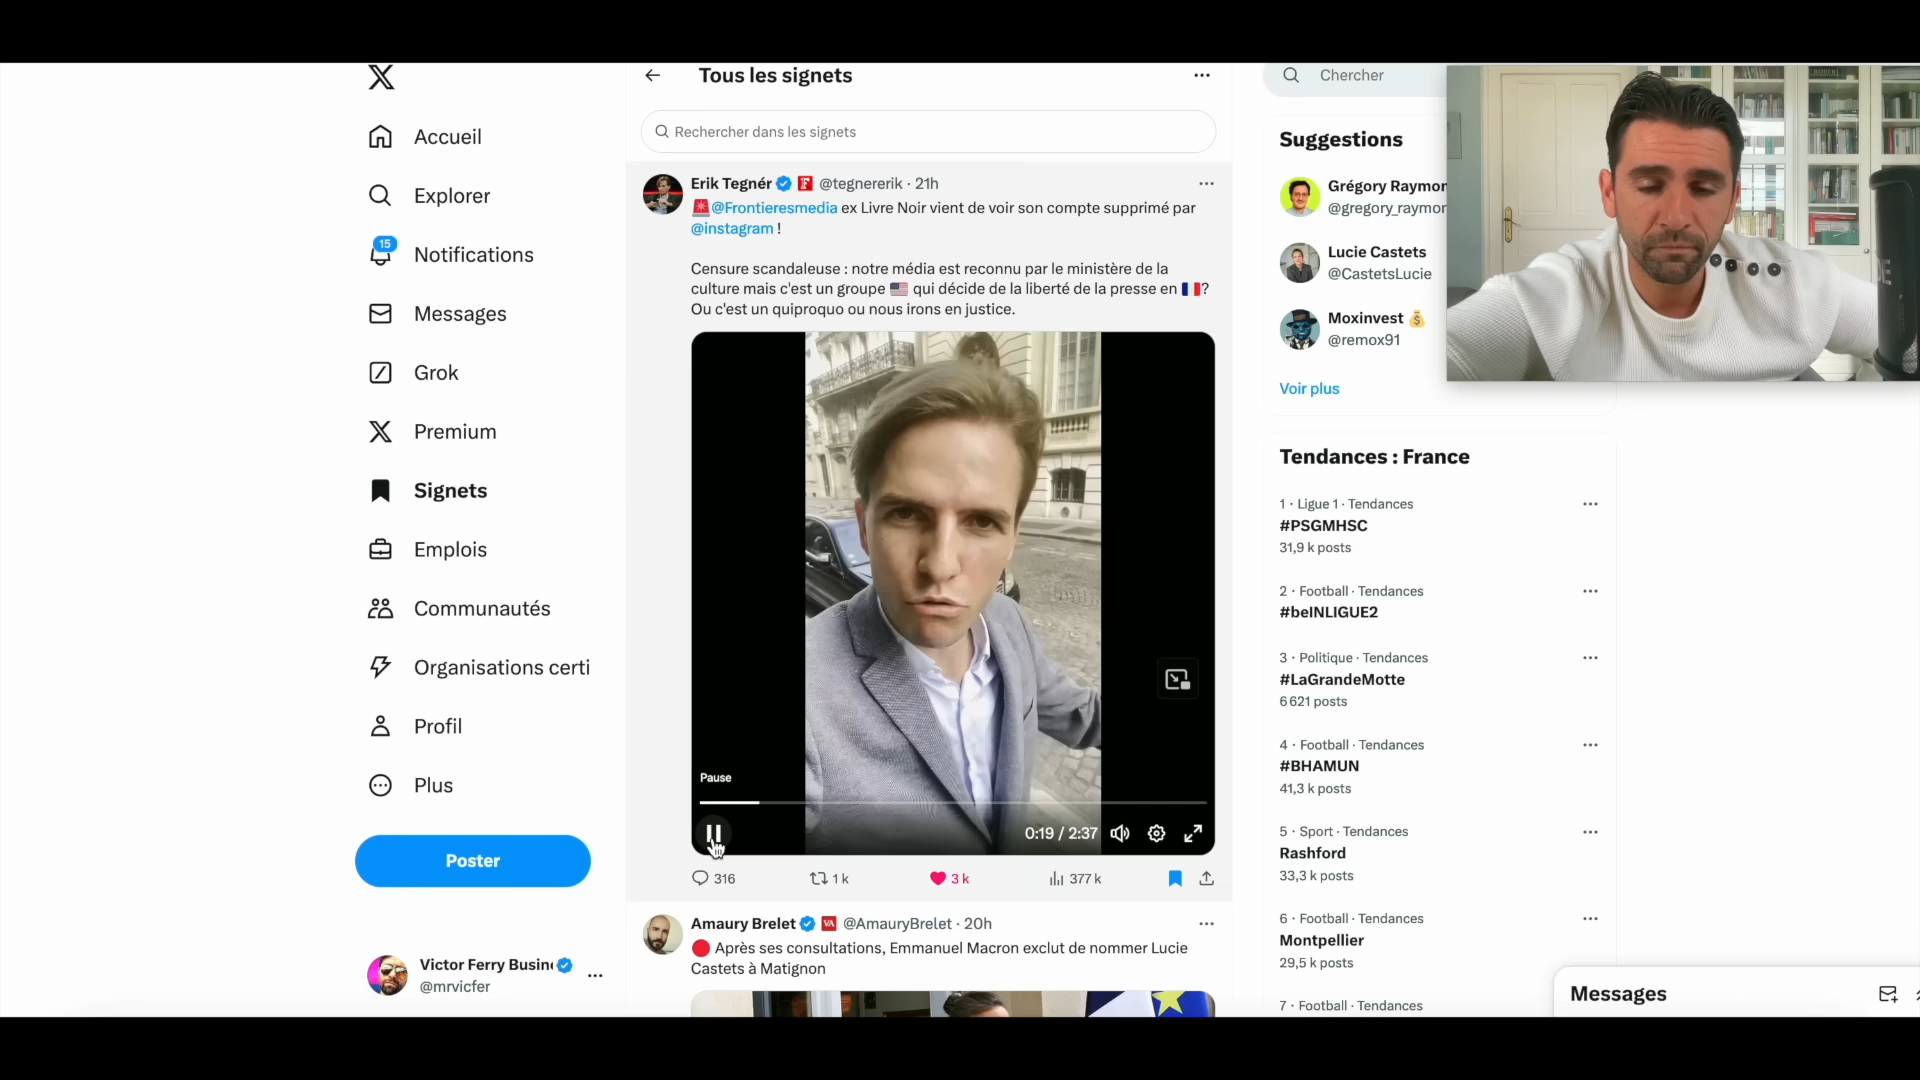 Accueil
Explorer
15
Notifications
Messages
Grok
Premium
Signets
Emplois
Communautés
Organisations certi
Profil
Plus
Poster
Victor Ferry Busin
@mrvicfer
Tous les signets
Rechercher dans les signets
Erik Tegnér @tegnererik · 21h
@Frontieresmedia ex Livre Noir vient de voir son compte supprimé par
@instagram !
Censure scandaleuse : notre média est reconnu par le ministère de la
culture mais c'est un groupe 🇺🇸 qui décide de la liberté de la presse en 🇫🇷?
Ou c'est un quiproquo ou nous irons en justice.
Pause
0:19 / 2:37
316 1 k 3 k 377 k
Amaury Brelet VA @AmauryBrelet · 20h
Après ses consultations, Emmanuel Macron exclut de nommer Lucie
Castets à Matignon
Chercher
Suggestions
Grégory Raymon
@gregory_raymor
Lucie Castets
@CastetsLucie
Moxinvest
@remox91
Voir plus
Tendances : France
1 · Ligue 1 · Tendances
#PSGMHSC
31,9 k posts
2 · Football · Tendances
#beINLIGUE2
3 · Politique · Tendances
#LaGrandeMotte
6 621 posts
4 · Football · Tendances
#BHAMUN
41,3 k posts
5 · Sport · Tendances
Rashford
33,3 k posts
6 · Football · Tendances
Montpellier
29,5 k posts
7 · Football · Tendances
Messages